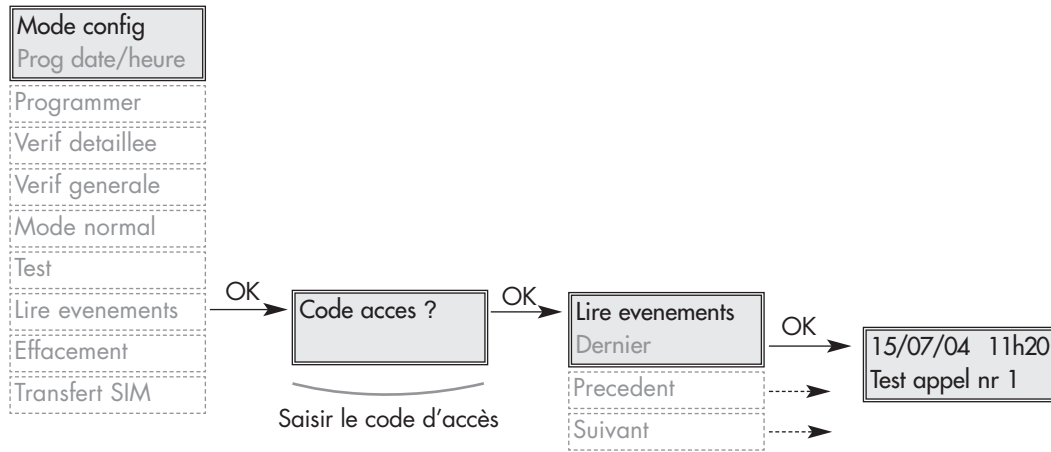 Mode config
Prog date/heure
Programmer
Verif detaillee
Verif generale
Mode normal
Test
Lire evenements
Effacement
Transfert SIM
OK
Code acces ?
Saisir le code d’accès
OK
Lire evenements
Dernier
Precedent
Suivant
OK
15/07/04 11h20
Test appel nr 1